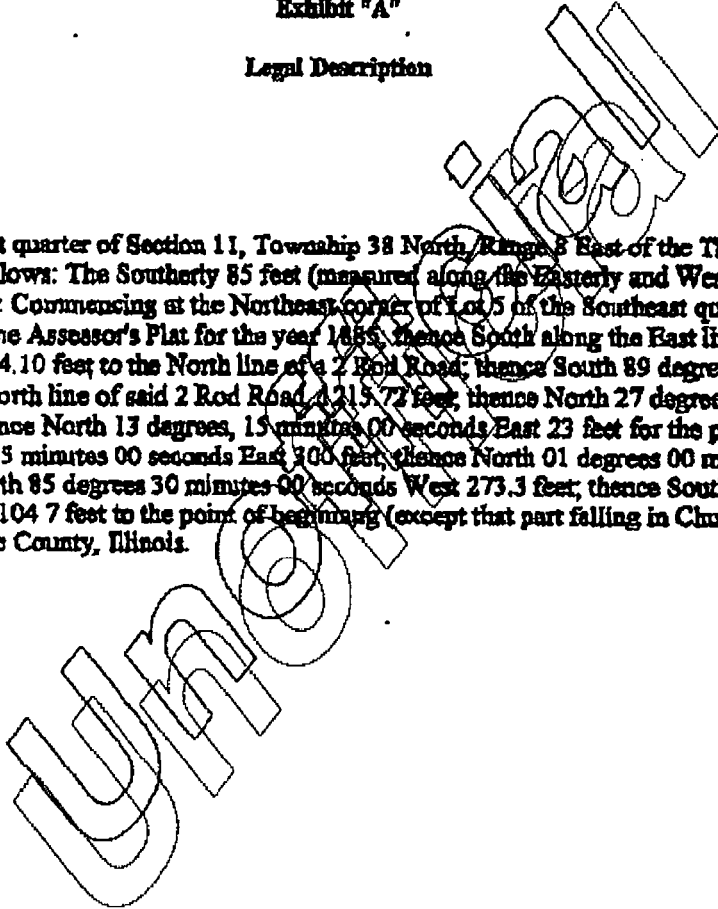 Exhibit "A"
Legal Description
t quarter of Section 11, Township 38 North, Range 8 East of the T
lows: The Southerly 85 feet (measured along the Easterly and Wes
: Commencing at the Northeast corner of Lot 5 of the Southeast qu
ne Assessor's Plat for the year 1885; thence South along the East li
4.10 feet to the North line of a 2 Rod Road; thence South 89 degre
orth line of said 2 Rod Road, 1215.72 feet; thence North 27 degree
nce North 13 degrees, 15 minutes 00 seconds East 23 feet for the p
5 minutes 00 seconds East 300 feet; thence North 01 degrees 00 m
th 85 degrees 30 mimutes 00 seconds West 273.3 feet; thence Sout
104 7 feet to the point of beginning (except that part falling in Chu
e County, Illinois.
Unofficial